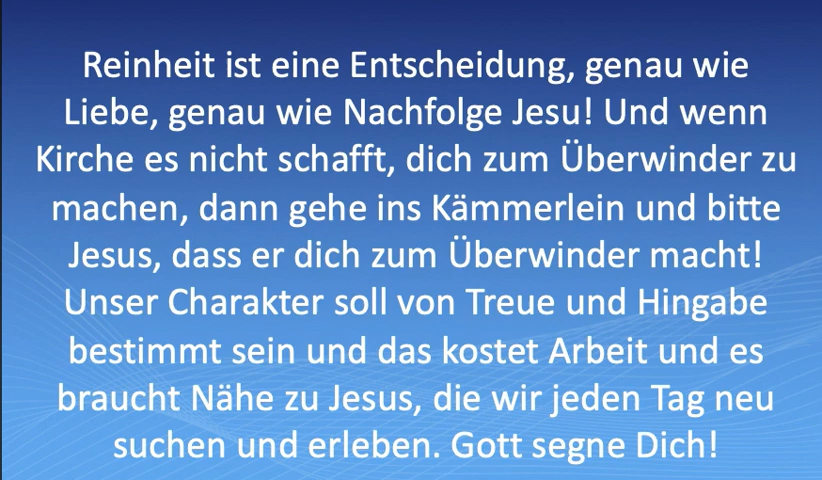 Reinheit ist eine Entscheidung, genau wie
Liebe, genau wie Nachfolge Jesu! Und wenn
Kirche es nicht schafft, dich zum Überwinder zu
machen, dann gehe ins Kämmerlein und bitte
Jesus, dass er dich zum Überwinder macht!
Unser Charakter soll von Treue und Hingabe
bestimmt sein und das kostet Arbeit und es
braucht Nähe zu Jesus, die wir jeden Tag neu
suchen und erleben. Gott segne Dich!